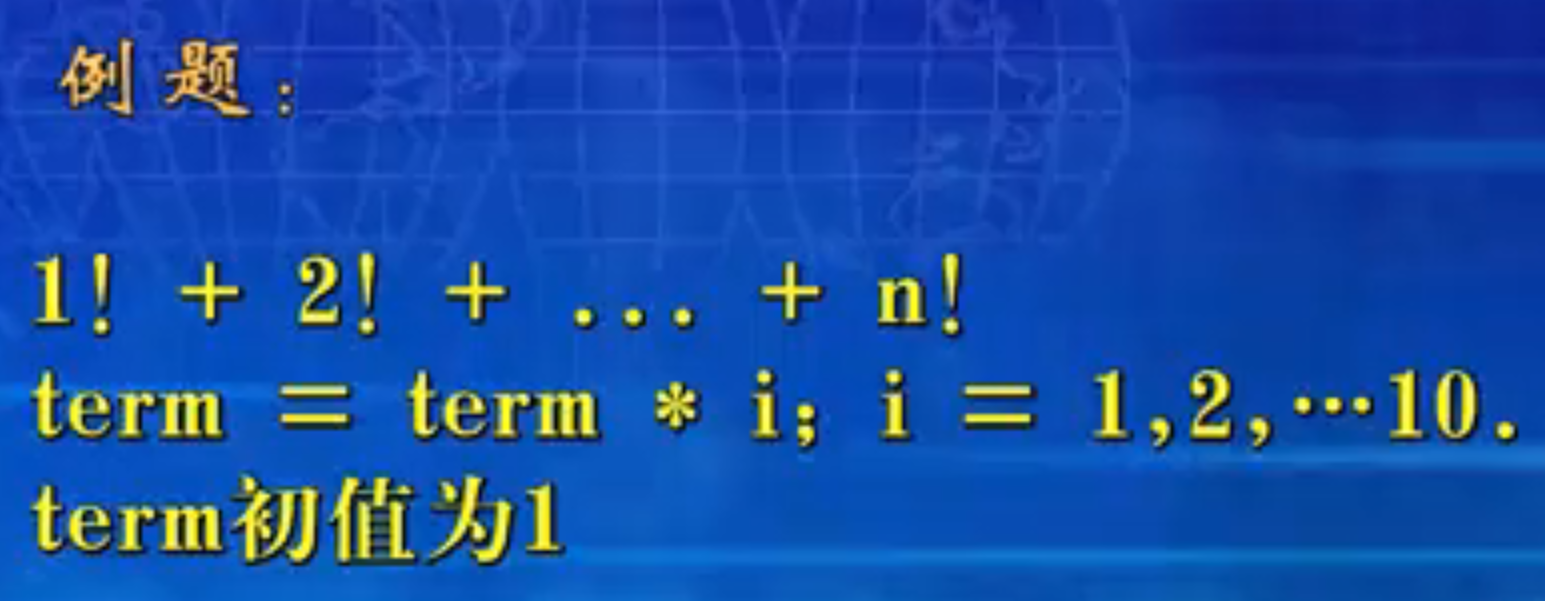 例题：
1! + 2! + ... + n!
term = term * i; i = 1,2,…10.
term初值为1